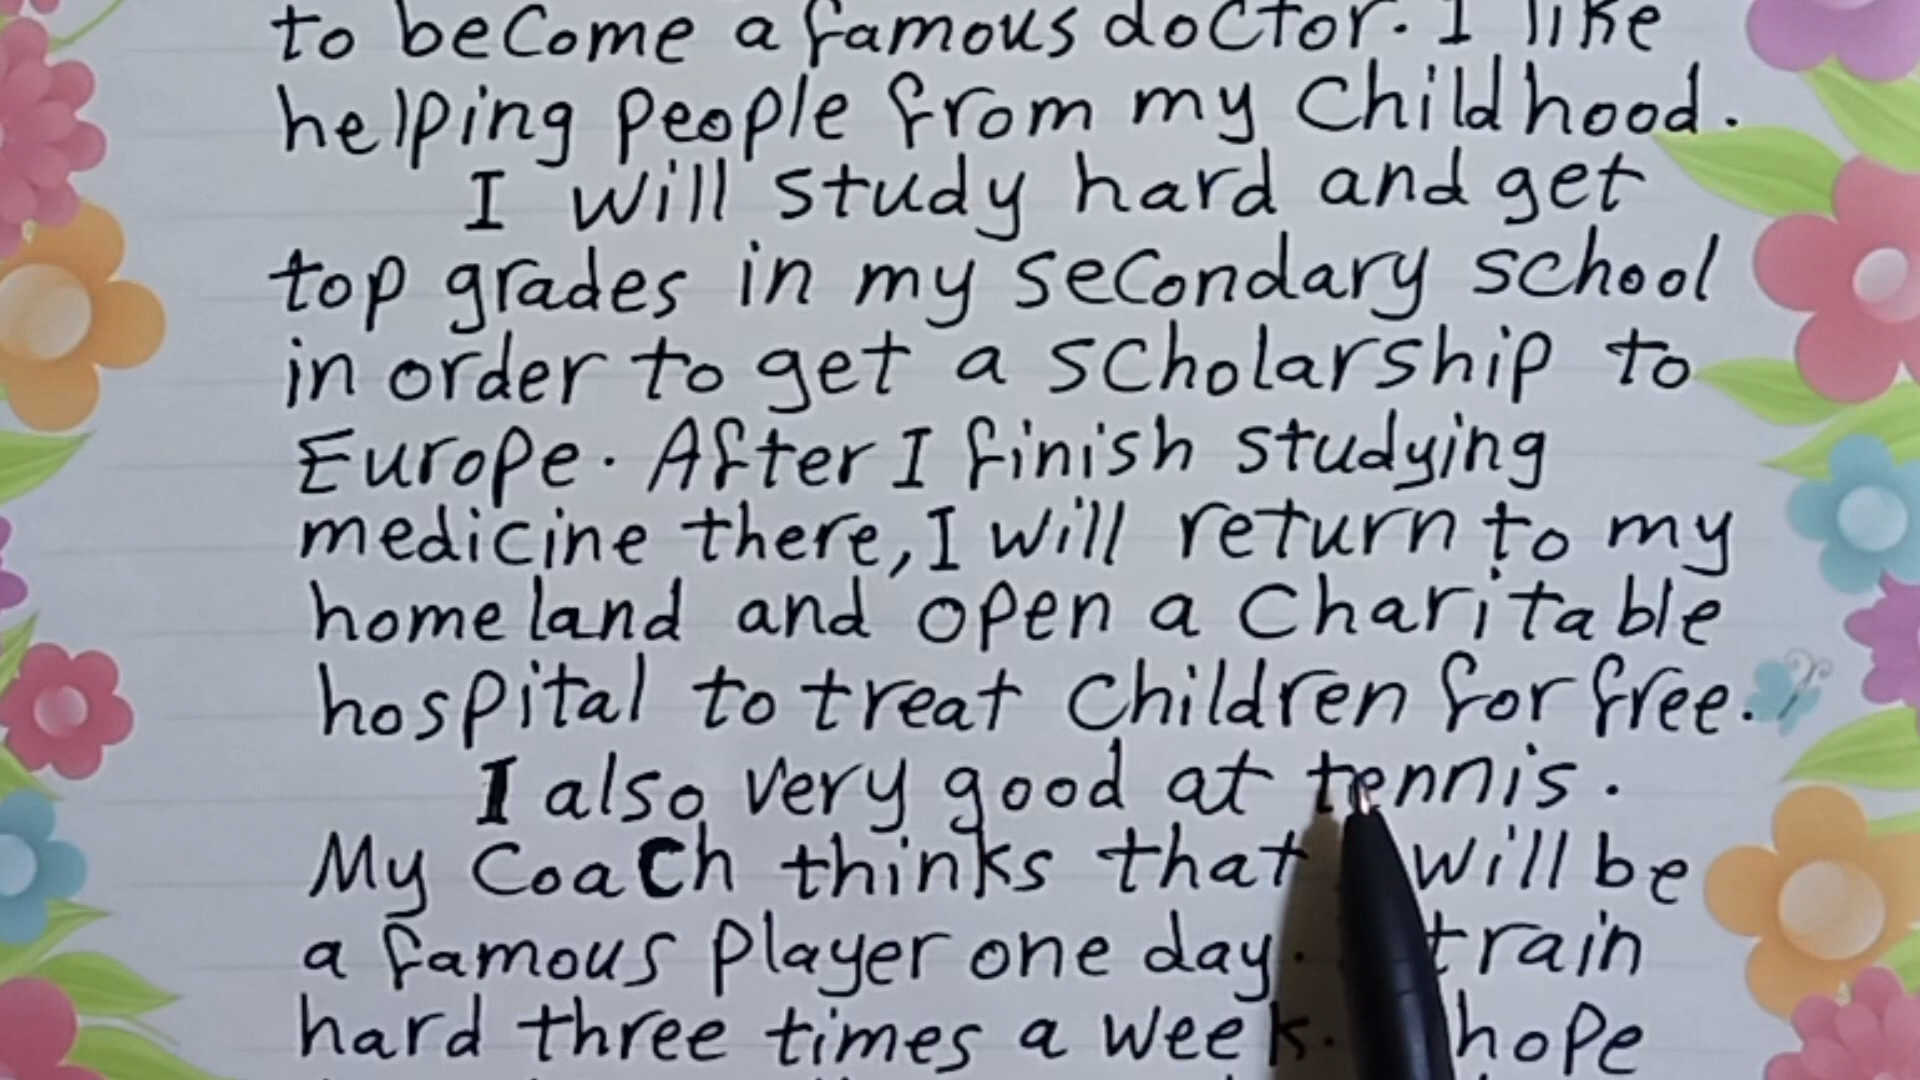 to become a famous doctor. I like
helping people from my childhood.
I will study hard and get
top grades in my secondary school
in order to get a scholarship to
Europe. After I finish studying
medicine there, I will return to my
homeland and open a charitable
hospital to treat children for free.
I also very good at tennis.
My coach thinks that will be
a famous player one day. train
hard three times a week. hope